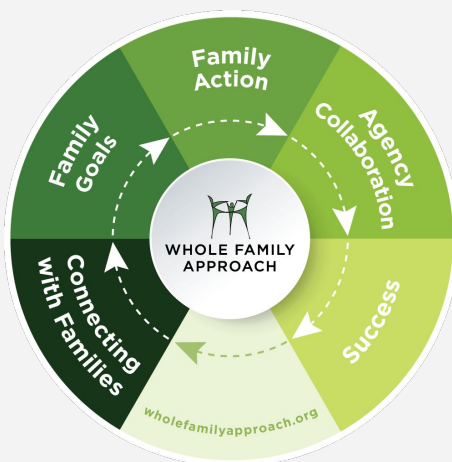 Family
Action
Agency
Collaboration
Success
wholefamilyapproach.org
Connecting
with Families
Family
Goals
WHOLE FAMILY
APPROACH